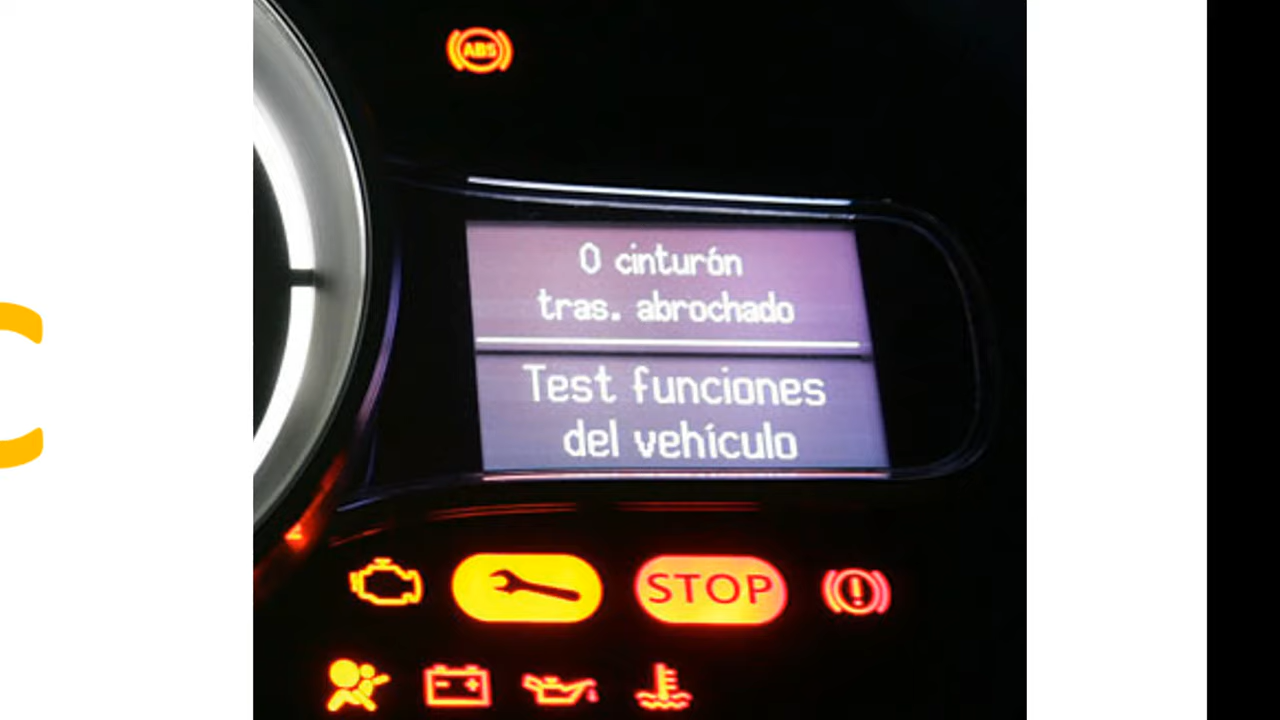 ABS
0 cinturón
tras. abrochado
Test funciones
del vehículo
STOP